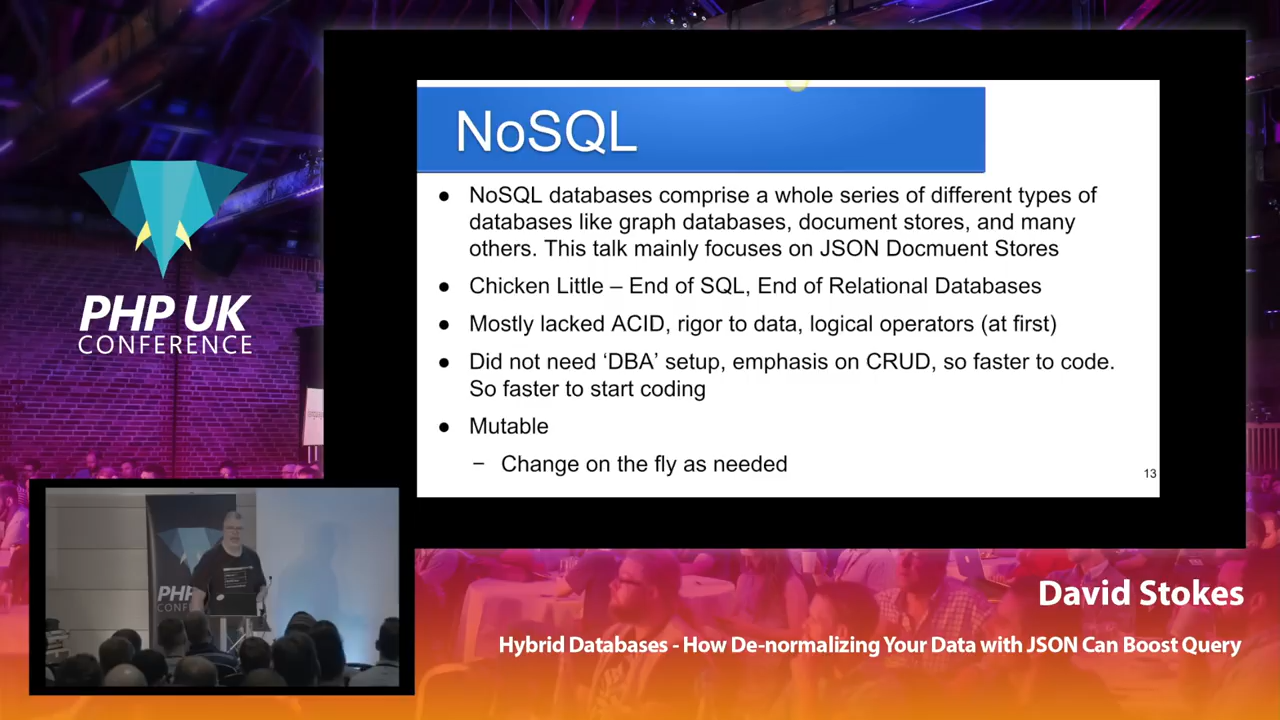 NoSQL
● NoSQL databases comprise a whole series of different types of
databases like graph databases, document stores, and many
others. This talk mainly focuses on JSON Docmuent Stores
● Chicken Little – End of SQL, End of Relational Databases
● Mostly lacked ACID, rigor to data, logical operators (at first)
● Did not need ‘DBA’ setup, emphasis on CRUD, so faster to code.
So faster to start coding
● Mutable
– Change on the fly as needed
13
PHP UK
CONFERENCE
PHP
CONFE
David Stokes
Hybrid Databases - How De-normalizing Your Data with JSON Can Boost Query